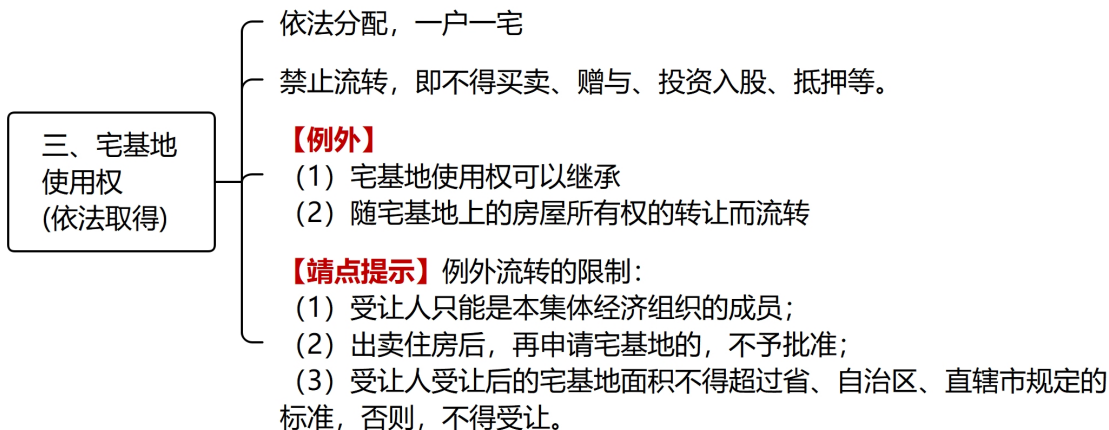 三、宅基地
使用权
(依法取得)
依法分配，一户一宅
禁止流转，即不得买卖、赠与、投资入股、抵押等。
【例外】
（1）宅基地使用权可以继承
（2）随宅基地上的房屋所有权的转让而流转
【靖点提示】例外流转的限制：
（1）受让人只能是本集体经济组织的成员；
（2）出卖住房后，再申请宅基地的，不予批准；
（3）受让人受让后的宅基地面积不得超过省、自治区、直辖市规定的
标准，否则，不得受让。